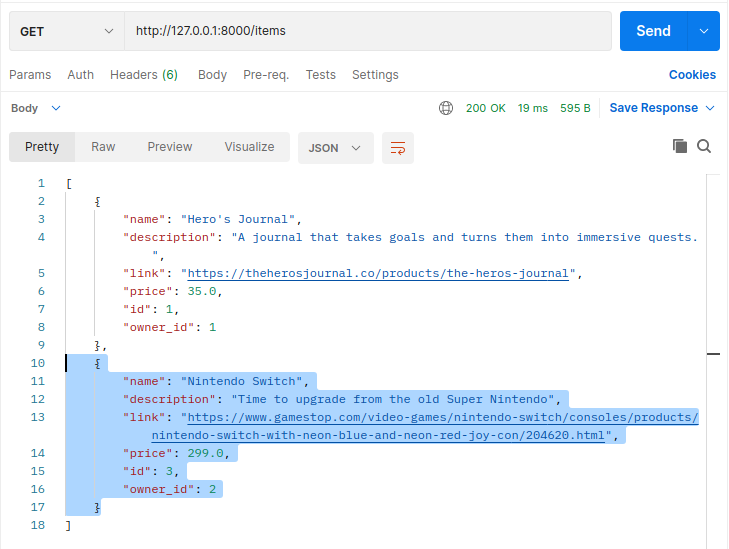 GET http://127.0.0.1:8000/items Send
Params Auth Headers (6) Body Pre-req. Tests Settings Cookies
Body 200 OK 19 ms 595 B Save Response
Pretty Raw Preview Visualize JSON
1 [
2 {
3 "name": "Hero's Journal",
4 "description": "A journal that takes goals and turns them into immersive quests.
",
5 "link": "https://theherosjournal.co/products/the-heros-journal",
6 "price": 35.0,
7 "id": 1,
8 "owner_id": 1
9 },
10 {
11 "name": "Nintendo Switch",
12 "description": "Time to upgrade from the old Super Nintendo",
13 "link": "https://www.gamestop.com/video-games/nintendo-switch/consoles/products/
nintendo-switch-with-neon-blue-and-neon-red-joy-con/204620.html",
14 "price": 299.0,
15 "id": 3,
16 "owner_id": 2
17 }
18 ]